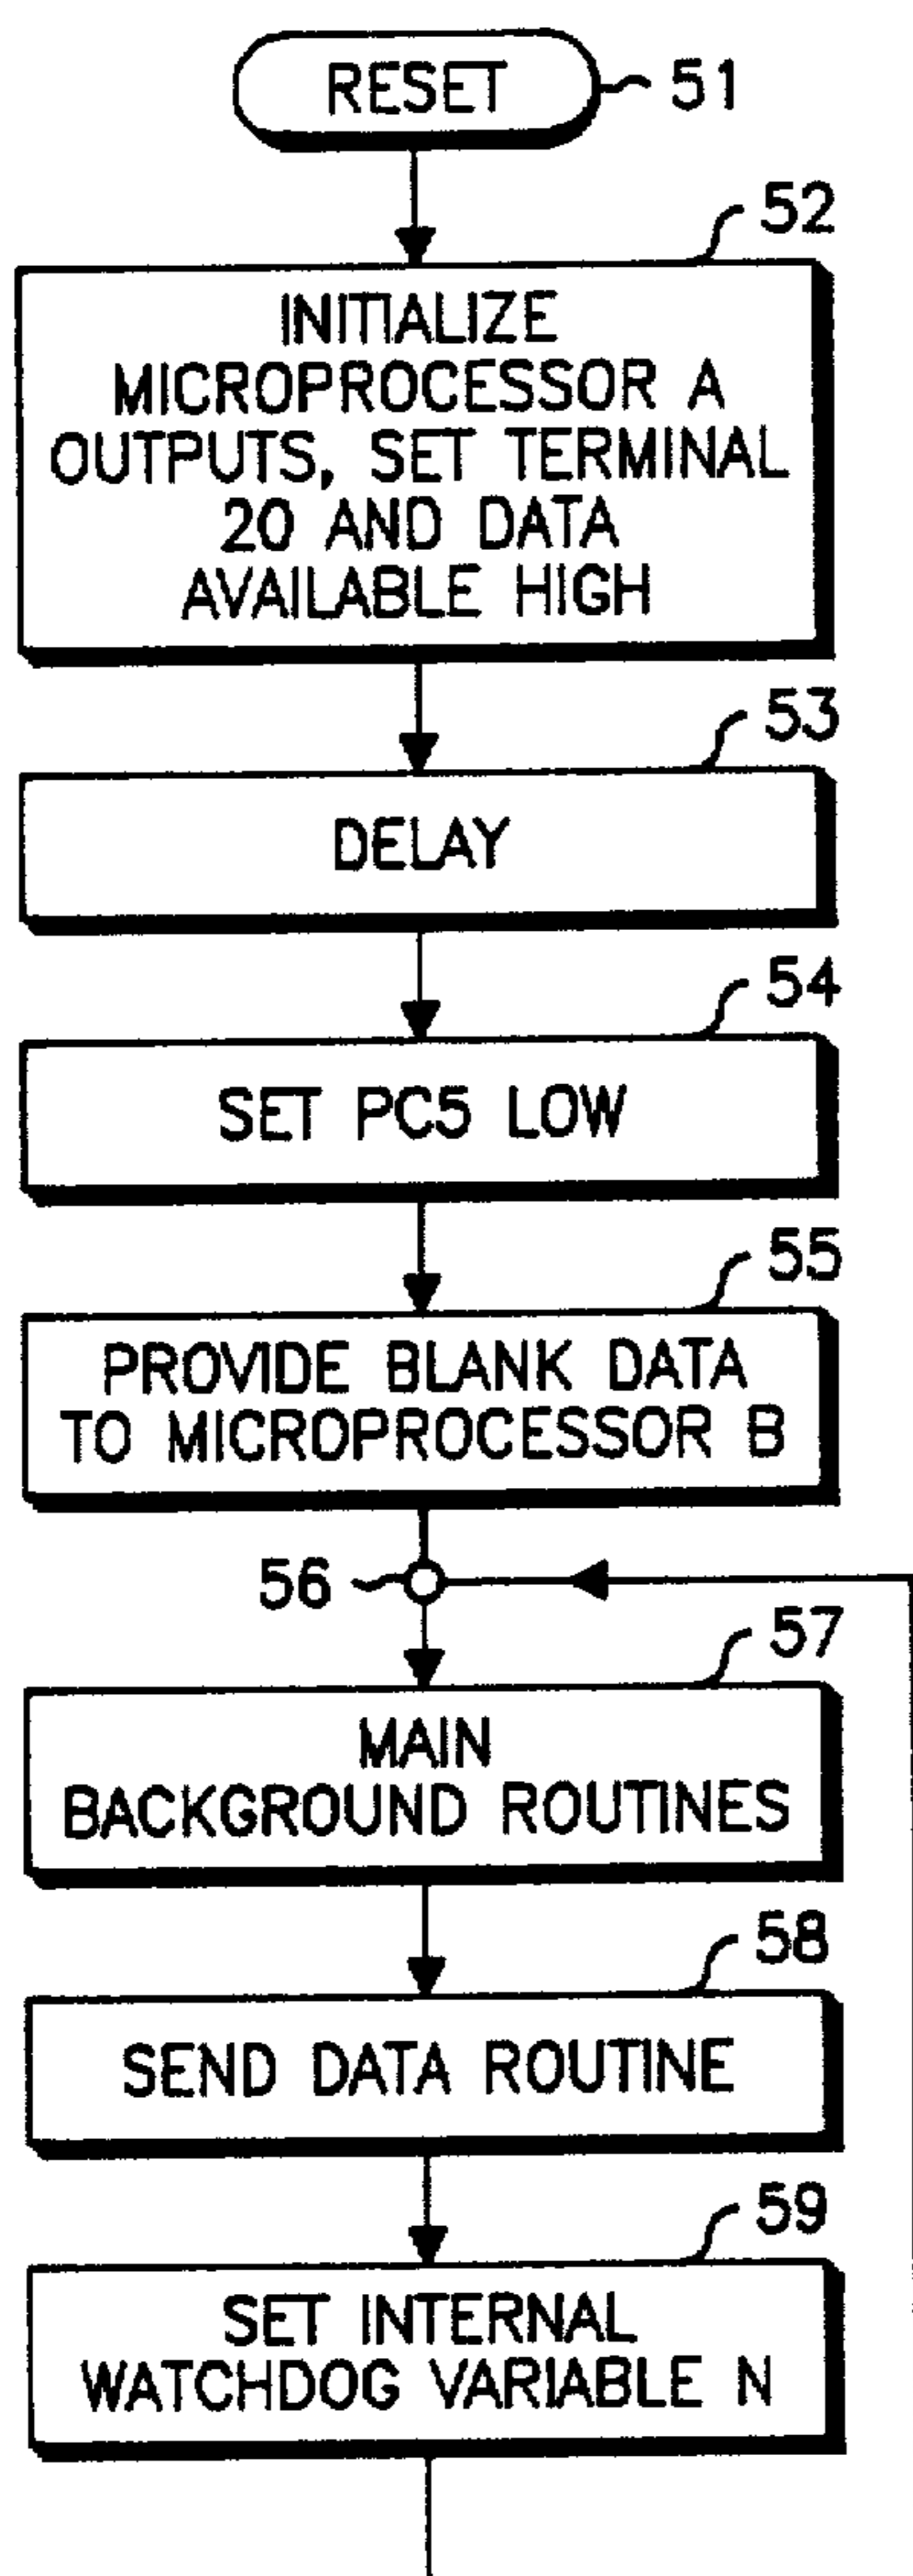 RESET 51
52
INITIALIZE
MICROPROCESSOR A
OUTPUTS, SET TERMINAL
20 AND DATA
AVAILABLE HIGH
53
DELAY
54
SET PC5 LOW
55
PROVIDE BLANK DATA
TO MICROPROCESSOR B
56
57
MAIN
BACKGROUND ROUTINES
58
SEND DATA ROUTINE
59
SET INTERNAL
WATCHDOG VARIABLE N